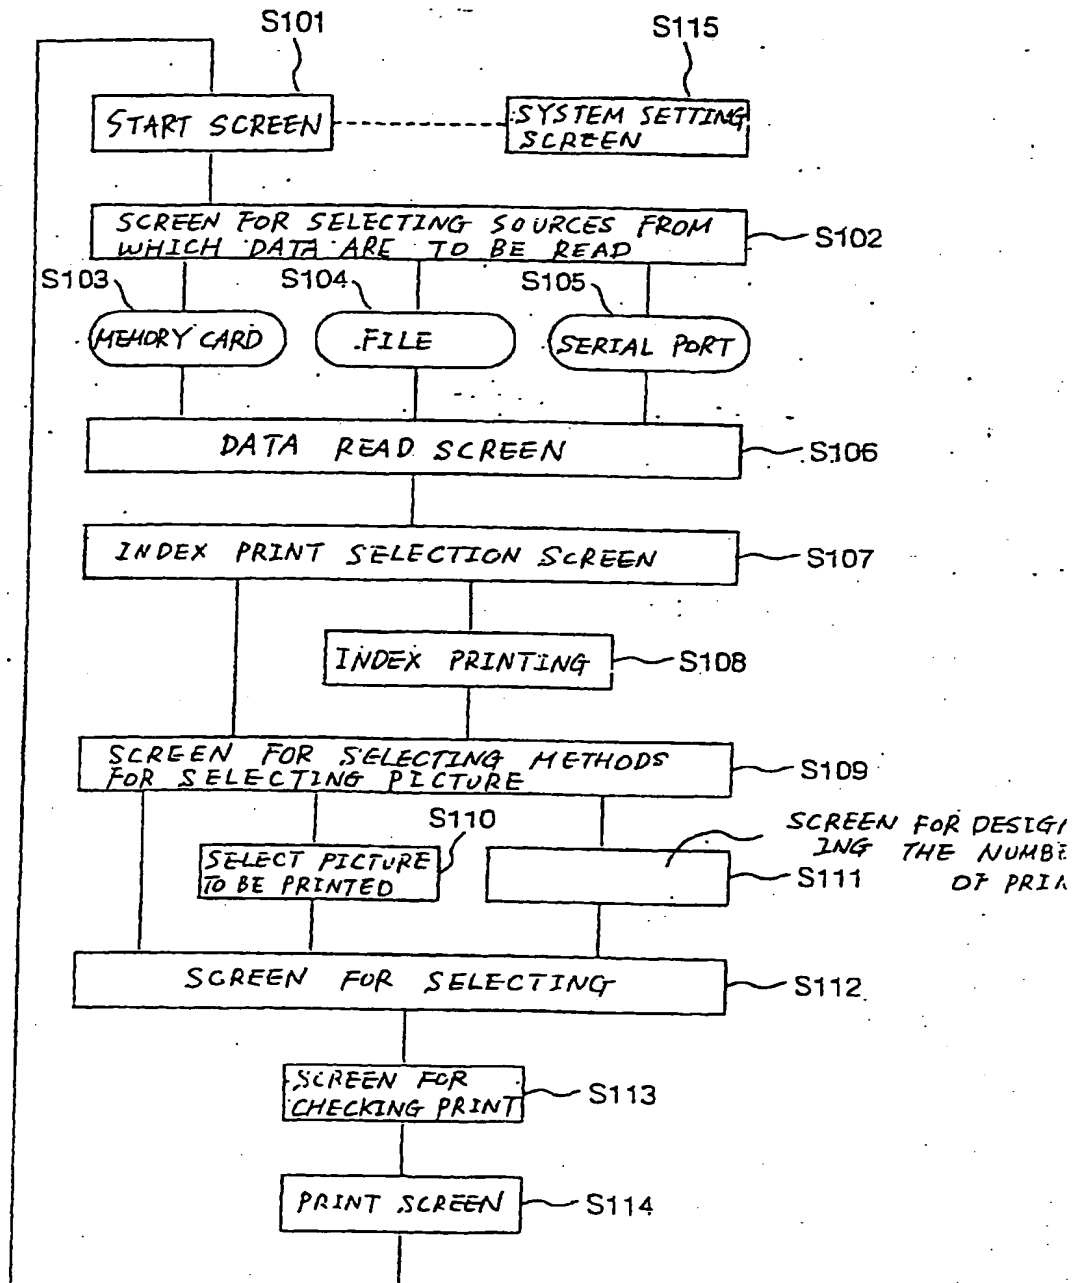 S101
S115
START SCREEN
SYSTEM SETTING
SCREEN
SCREEN FOR SELECTING SOURCES FROM
WHICH DATA ARE TO BE READ
S102
S103
S104
S105
MEMORY CARD
FILE
SERIAL PORT
DATA READ SCREEN
S106
INDEX PRINT SELECTION SCREEN
S107
INDEX PRINTING
S108
SCREEN FOR SELECTING METHODS
FOR SELECTING PICTURE
S109
S110
SCREEN FOR
ING THE
OF
SELECT PICTURE
TO BE PRINTED
S111
SCREEN FOR SELECTING
S112
SCREEN FOR
CHECKING PRINT
S113
PRINT SCREEN
S114